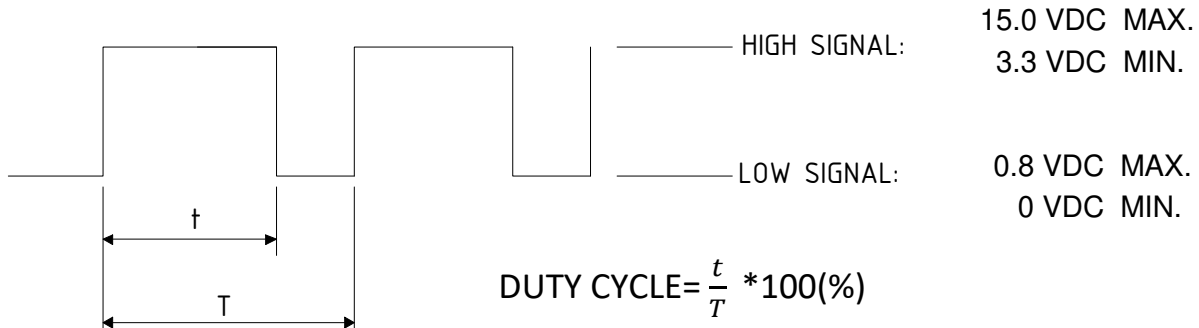 15.0 VDC MAX.
HIGH SIGNAL:
3.3 VDC MIN.
0.8 VDC MAX.
LOW SIGNAL:
0 VDC MIN.
t
T
DUTY CYCLE= t/T *100(%)